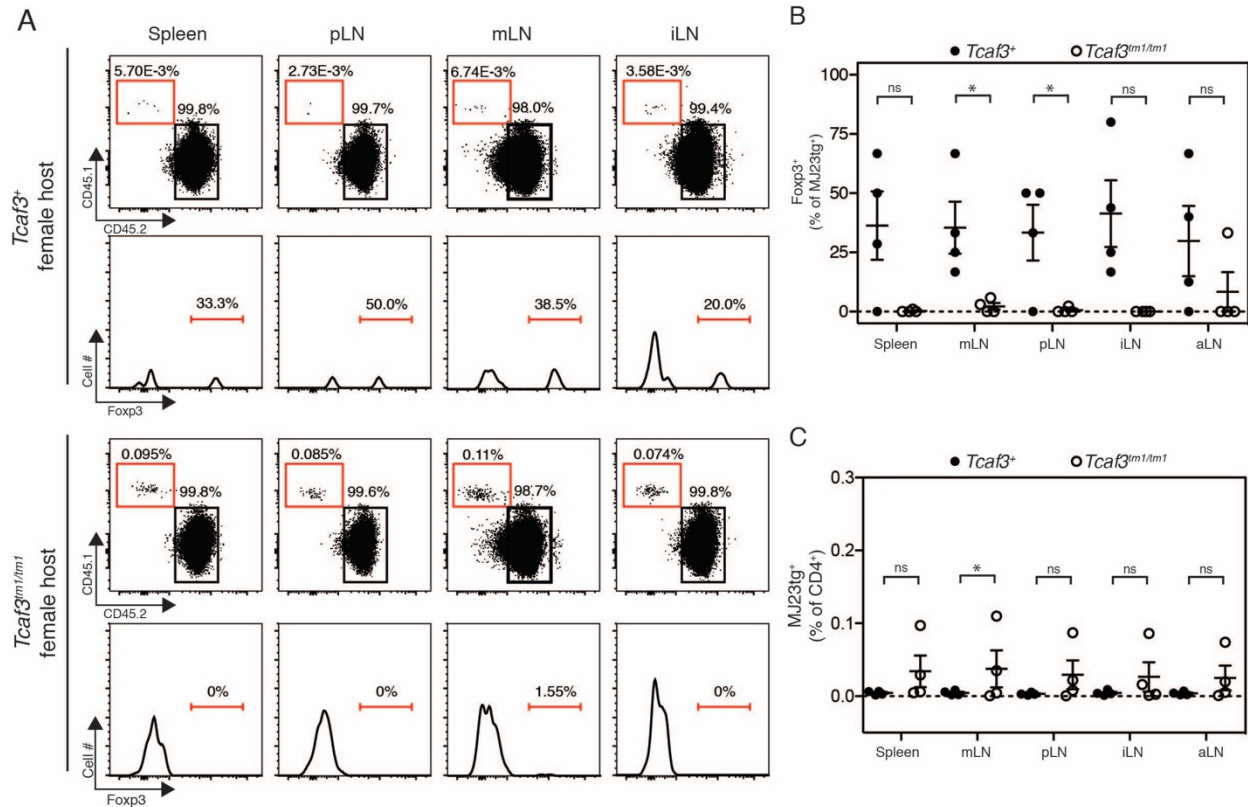 A
Spleen pLN mLN iLN
Tcaf3+
female host
5.70E-3% 2.73E-3% 6.74E-3% 3.58E-3%
99.8% 99.7% 98.0% 99.4%
CD45.1
CD45.2
33.3% 50.0% 38.5% 20.0%
Cell #
Foxp3
Tcaf3tm1/tm1
female host
0.095% 0.085% 0.11% 0.074%
99.8% 99.6% 98.7% 99.8%
CD45.1
CD45.2
0% 0% 1.55% 0%
Cell #
Foxp3
B
Tcaf3+ Tcaf3tm1/tm1
Foxp3+
(% of MJ23tg+)
100
75
50
25
0
ns * * ns ns
Spleen mLN pLN iLN aLN
C
Tcaf3+ Tcaf3tm1/tm1
MJ23tg+
(% of CD4+)
0.3
0.2
0.1
0.0
ns * ns ns ns
Spleen mLN pLN iLN aLN